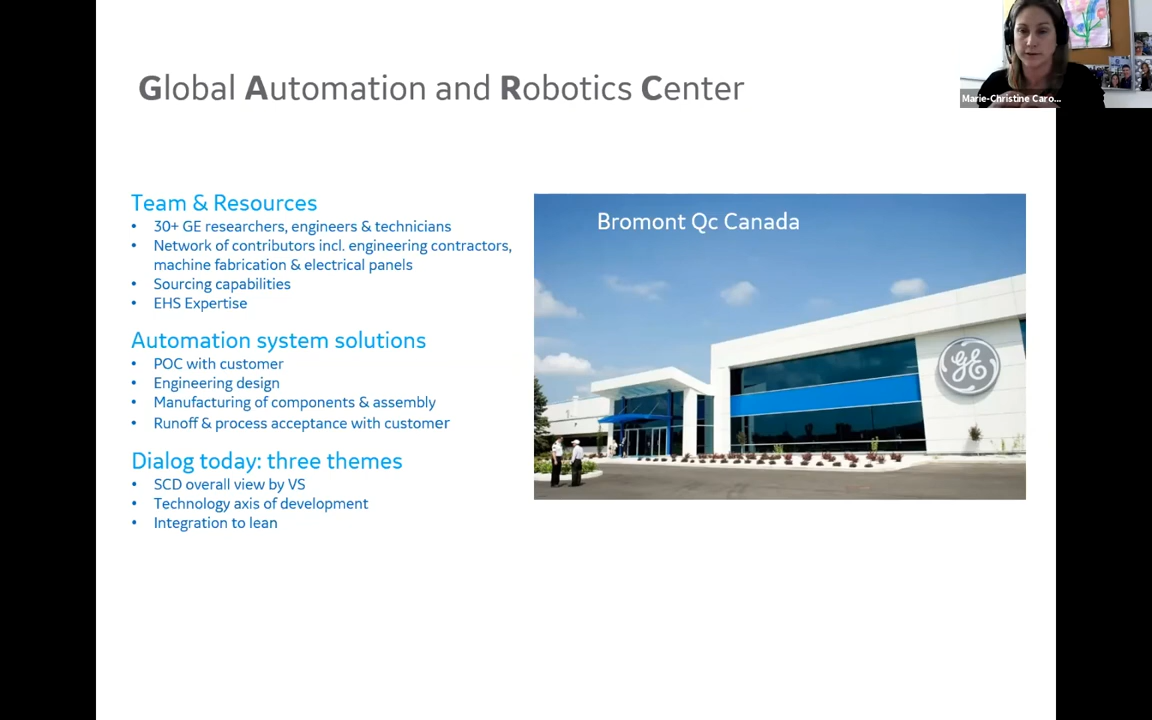 Global Automation and Robotics Center
Marie-Christine Caro...
Team & Resources
• 30+ GE researchers, engineers & technicians
• Network of contributors incl. engineering contractors,
machine fabrication & electrical panels
• Sourcing capabilities
• EHS Expertise
Automation system solutions
• POC with customer
• Engineering design
• Manufacturing of components & assembly
• Runoff & process acceptance with customer
Dialog today: three themes
• SCD overall view by VS
• Technology axis of development
• Integration to lean
Bromont Qc Canada
GE